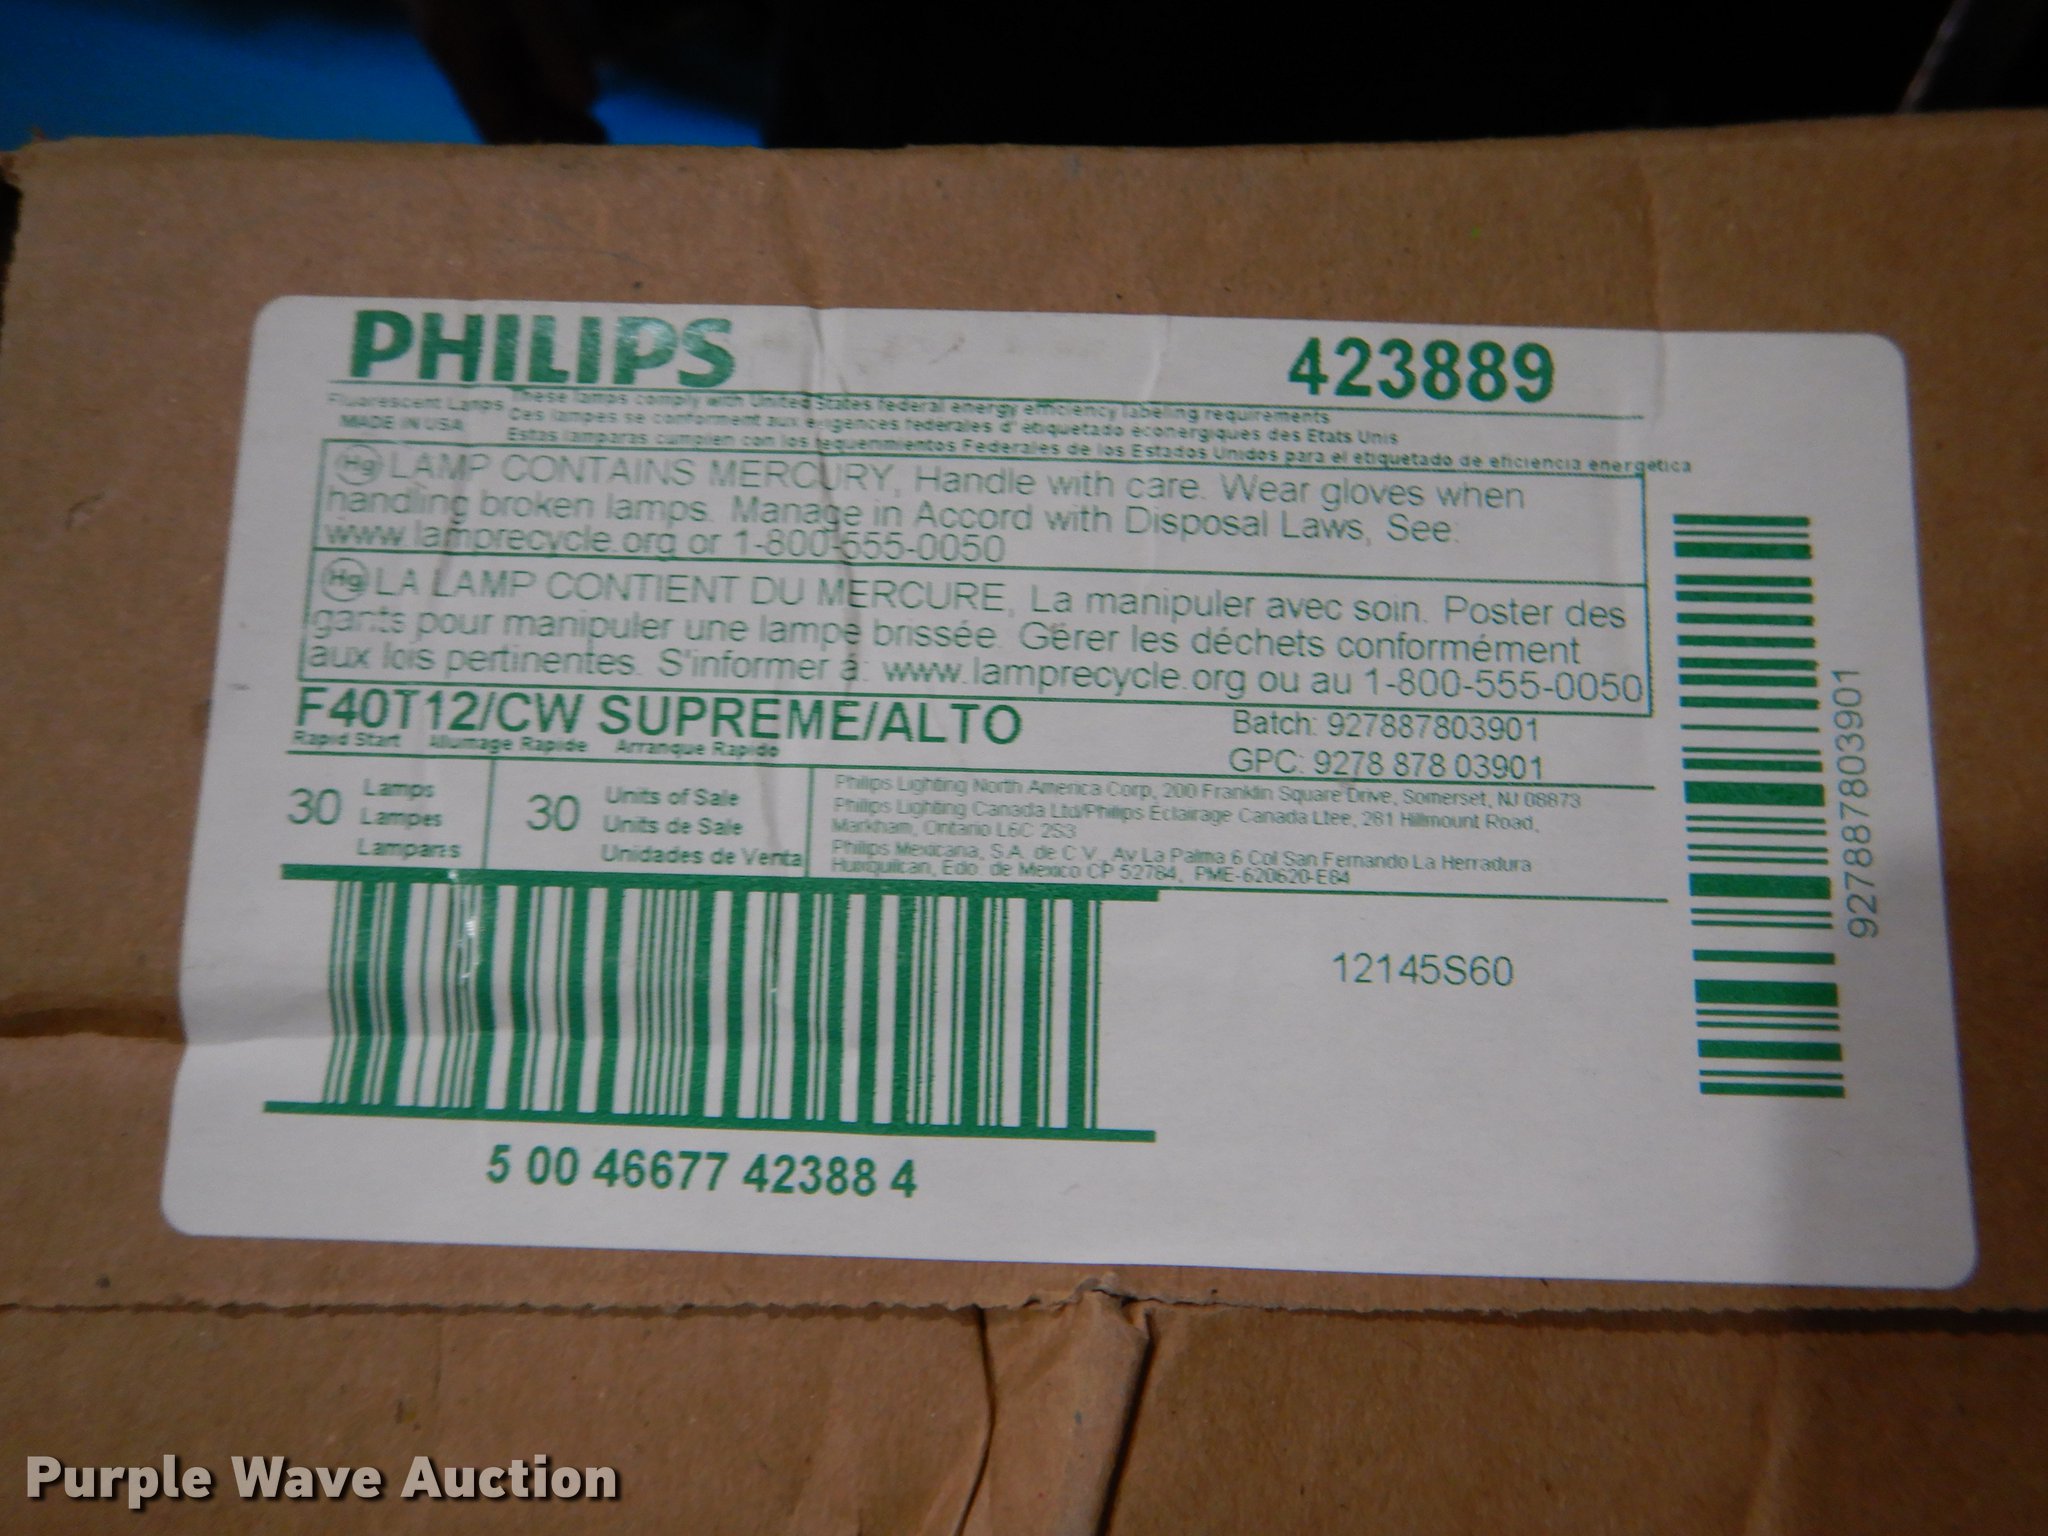 PHILIPS
423889
Fluorescent Lamps
MADE IN USA
These lamps comply with United States federal energy efficiency labeling requirements
Ces lampes se conforment aux exigences federales d' etiquetado econergiques des Etats Unis
Estas lamparas cumplen con los requerimientos Federales de los Estados Unidos para el etiquetado de eficiencia energetica
Hg LAMP CONTAINS MERCURY, Handle with care. Wear gloves when
handling broken lamps. Manage in Accord with Disposal Laws, See:
www.lamprecycle.org or 1-800-555-0050
Hg LA LAMP CONTIENT DU MERCURE, La manipuler avec soin. Poster des
gants pour manipuler une lampe brissée. Gérer les déchets conformément
aux lois pertinentes. S'informer à: www.lamprecycle.org ou au 1-800-555-0050
F40T12/CW SUPREME/ALTO
Rapid Start Allumage Rapide Arranque Rapido
Batch: 927887803901
GPC: 9278 878 03901
30 Lamps
Lampes
Lamparas
30 Units of Sale
Units de Sale
Unidades de Venta
Philips Lighting North America Corp, 200 Franklin Square Drive, Somerset, NJ 08873
Philips Lighting Canada Ltd/Philips Eclairage Canada Ltee, 281 Hillmount Road,
Markham, Ontario L6C 2S3
Philips Mexicana, S.A. de C V, Av La Palma 6 Col San Fernando La Herradura
Huixquilcan, Edo. de Mexico CP 52784, PME-620620-E84
12145S60
5 00 46677 42388 4
927887803901
Purple Wave Auction